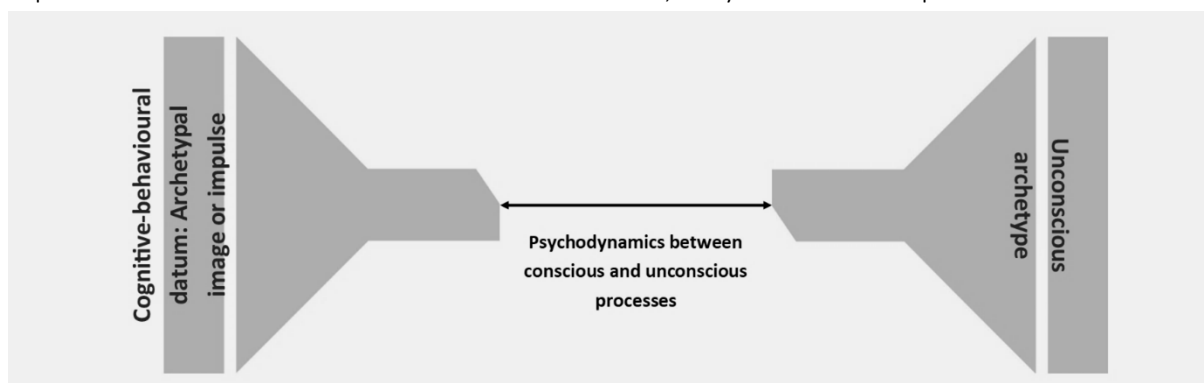 Cognitive-behavioural
datum: Archetypal
image or impulse
Psychodynamics between
conscious and unconscious
processes
Unconscious
archetype